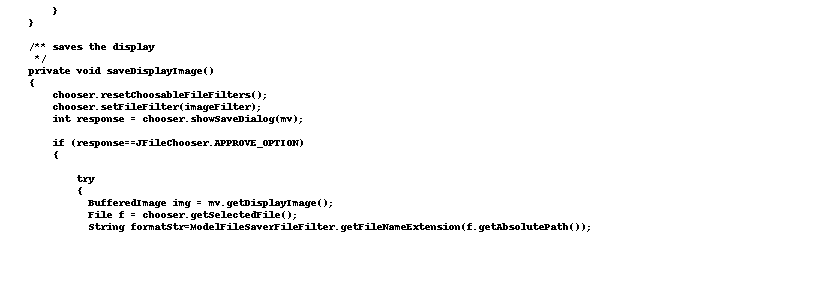 }
}
/** saves the display
*/
private void saveDisplayImage()
{
chooser.resetChoosableFileFilters();
chooser.setFileFilter(imageFilter);
int response = chooser.showSaveDialog(mv);
if (response==JFileChooser.APPROVE_OPTION)
{
try
{
BufferedImage img = mv.getDisplayImage();
File f = chooser.getSelectedFile();
String formatStr=ModelFileSaverFileFilter.getFileNameExtension(f.getAbsolutePath());